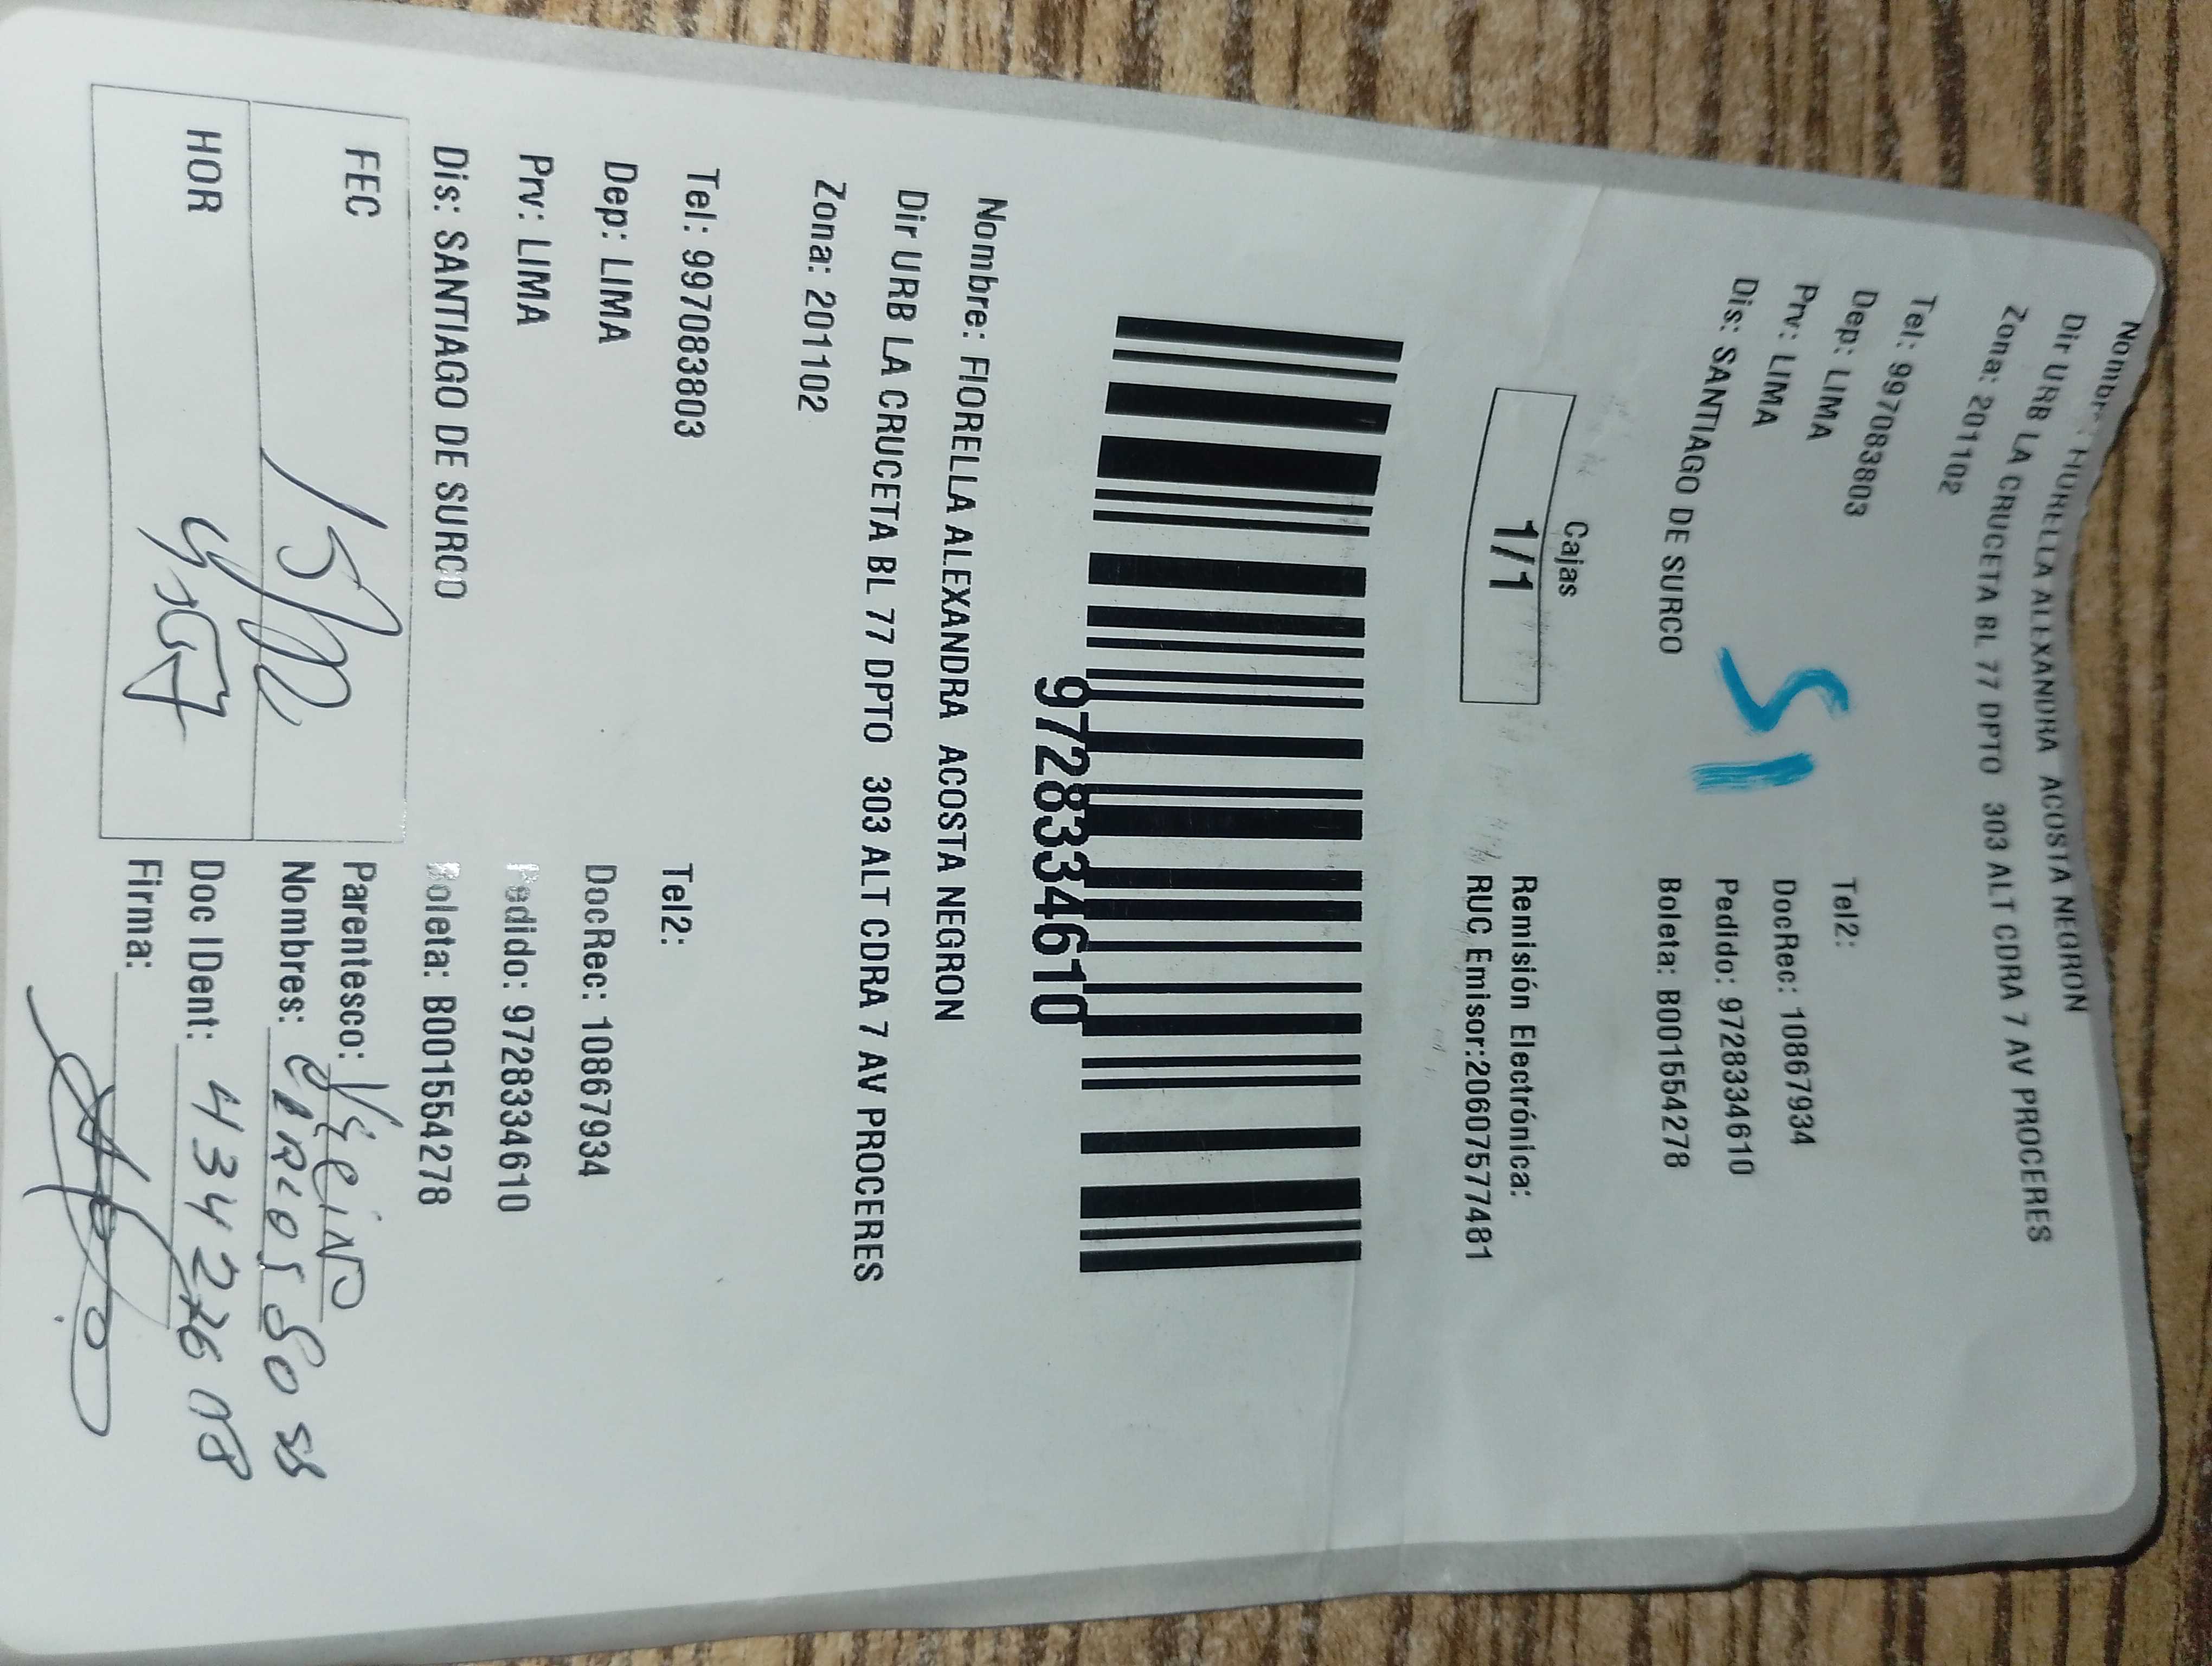 Nombre: FIORELLA ALEXANDRA ACOSTA NEGRON
Dir URB LA CRUCETA BL 77 DPTO 303 ALT CDRA 7 AV PROCERES
Zona: 201102
Tel: 997083803 Tel2:
Dep: LIMA DocRec: 10867934
Prv: LIMA Pedido: 9728334610
Dis: SANTIAGO DE SURCO Boleta: B001554278
51
Cajas
1/1
Remisión Electrónica:
RUC Emisor:20607577481
9728334610
Nombre: FIORELLA ALEXANDRA ACOSTA NEGRON
Dir URB LA CRUCETA BL 77 DPTO 303 ALT CDRA 7 AV PROCERES
Zona: 201102
Tel: 997083803 Tel2:
Dep: LIMA DocRec: 10867934
Prv: LIMA Pedido: 9728334610
Dis: SANTIAGO DE SURCO Boleta: B001554278
FEC Parentesco:
Nombres: CARLOS
HOR Doc IDent:
Firma: